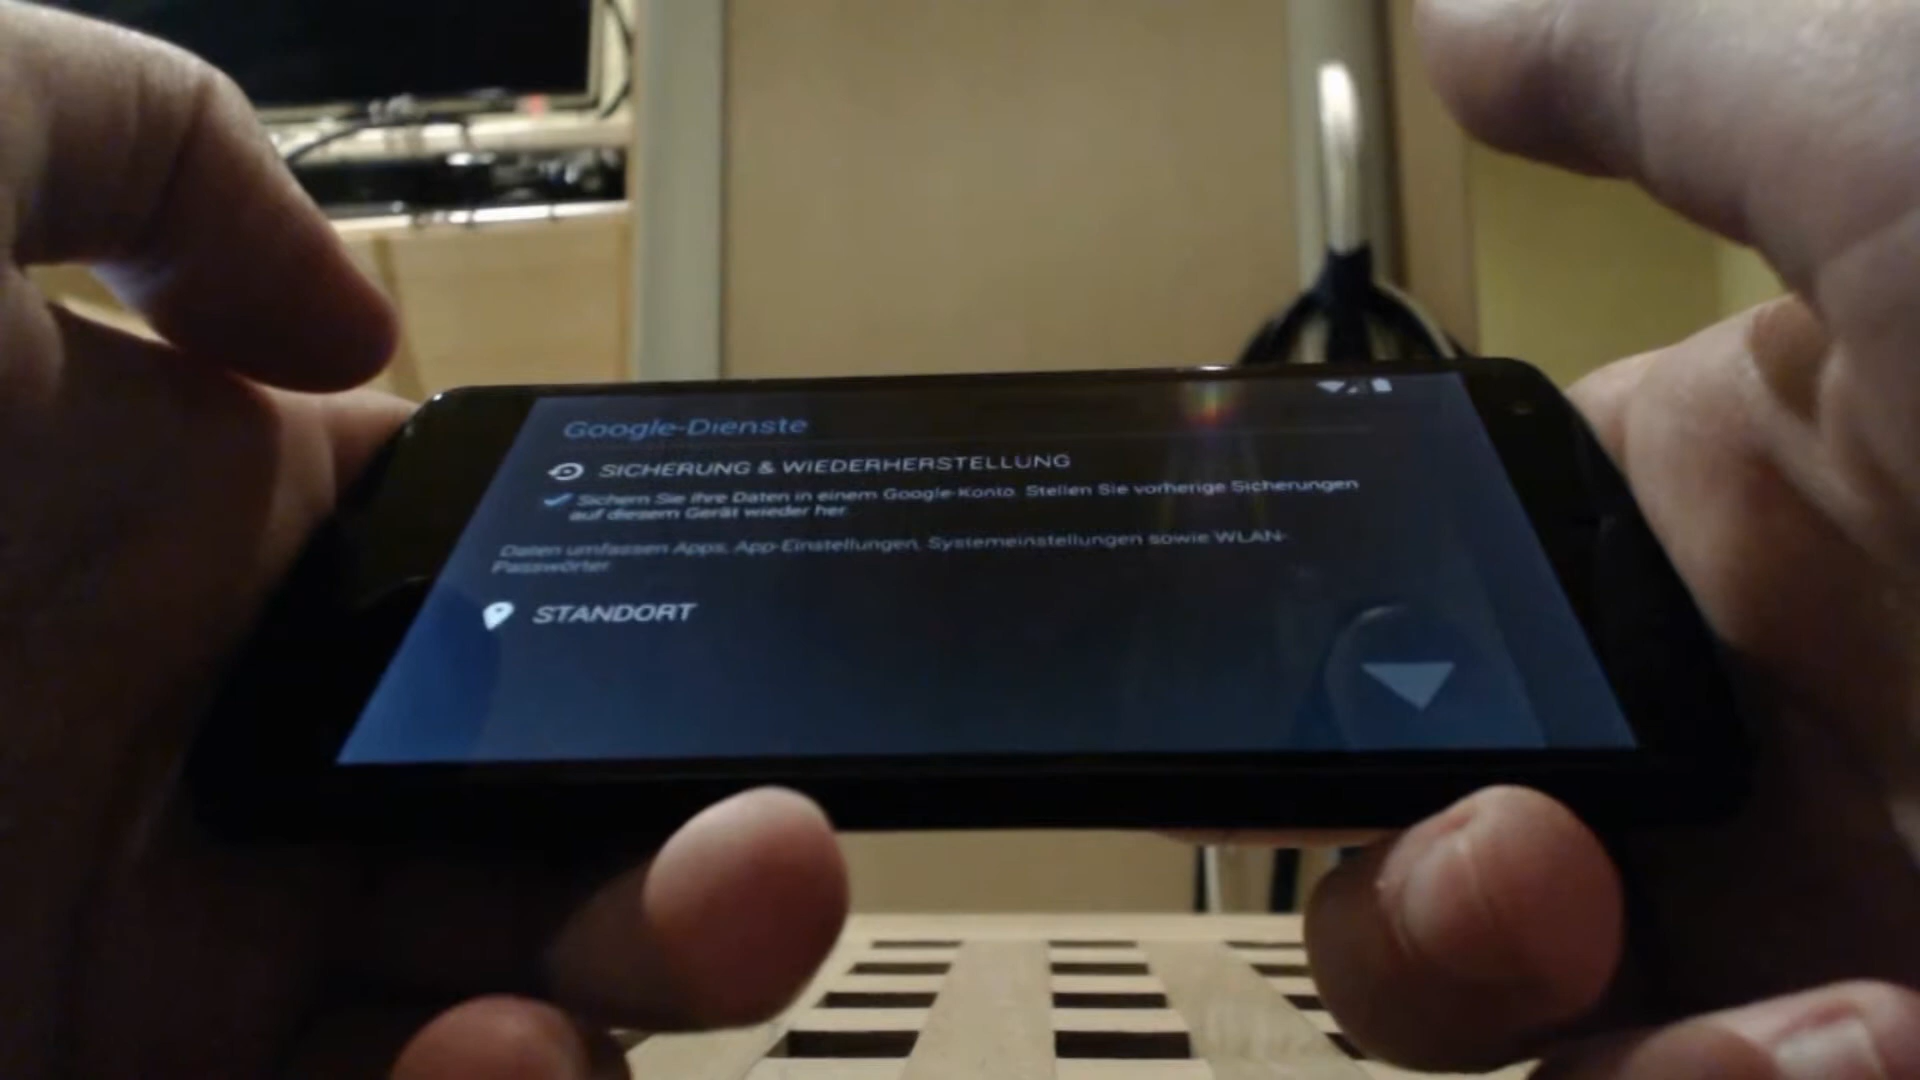 Google-Dienste
SICHERUNG & WIEDERHERSTELLUNG
Sichern Sie Ihre Daten in einem Google-Konto. Stellen Sie vorherige Sicherungen
auf diesem Gerät wieder her.
Daten umfassen Apps, App-Einstellungen, Systemeinstellungen sowie WLAN-
Passwörter
STANDORT